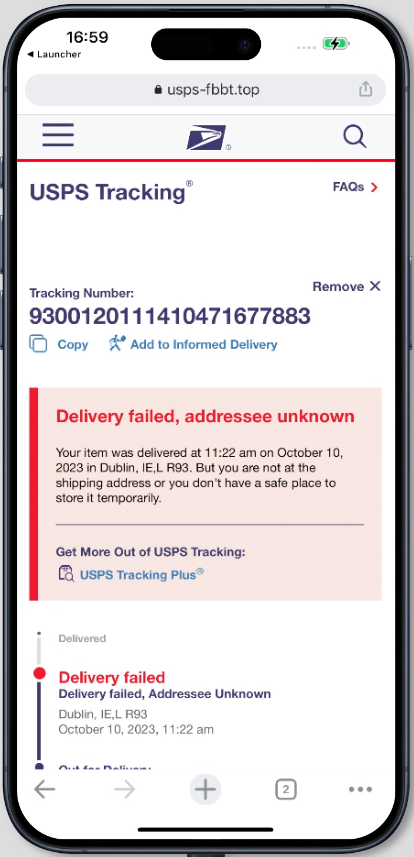 16:59
Launcher
usps-fbbt.top
USPS Tracking®
FAQs
Remove
Tracking Number:
9300120111410471677883
Copy Add to Informed Delivery
Delivery failed, addressee unknown
Your item was delivered at 11:22 am on October 10,
2023 in Dublin, IE,L R93. But you are not at the
shipping address or you don't have a safe place to
store it temporarily.
Get More Out of USPS Tracking:
USPS Tracking Plus®
Delivered
Delivery failed
Delivery failed, Addressee Unknown
Dublin, IE,L R93
October 10, 2023, 11:22 am
Out for Delivery
2